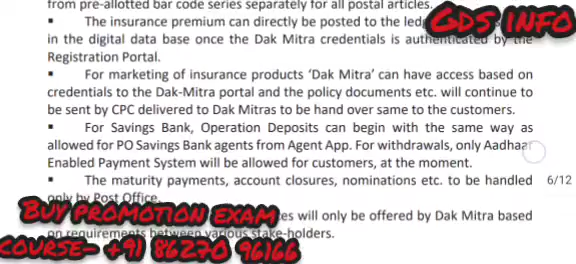 from pre-allotted bar code series separately for all postal articles.
GDS INFO
▪ The insurance premium can directly be posted to the led
in the digital data base once the Dak Mitra credentials is authenticated by the
Registration Portal.
▪ For marketing of insurance products ‘Dak Mitra’ can have access based on
credentials to the Dak-Mitra portal and the policy documents etc. will continue to
be sent by CPC delivered to Dak Mitras to be hand over same to the customers.
▪ For Savings Bank, Operation Deposits can begin with the same way as
allowed for PO Savings Bank agents from Agent App. For withdrawals, only Aadhaar
Enabled Payment System will be allowed for customers, at the moment.
▪ The maturity payments, account closures, nominations etc. to be handled
6/12
only by Post Office.
BUY PROMOTION EXAM
es will only be offered by Dak Mitra based
on requirements between various stake-holders.
COURSE- +91 86270 96166